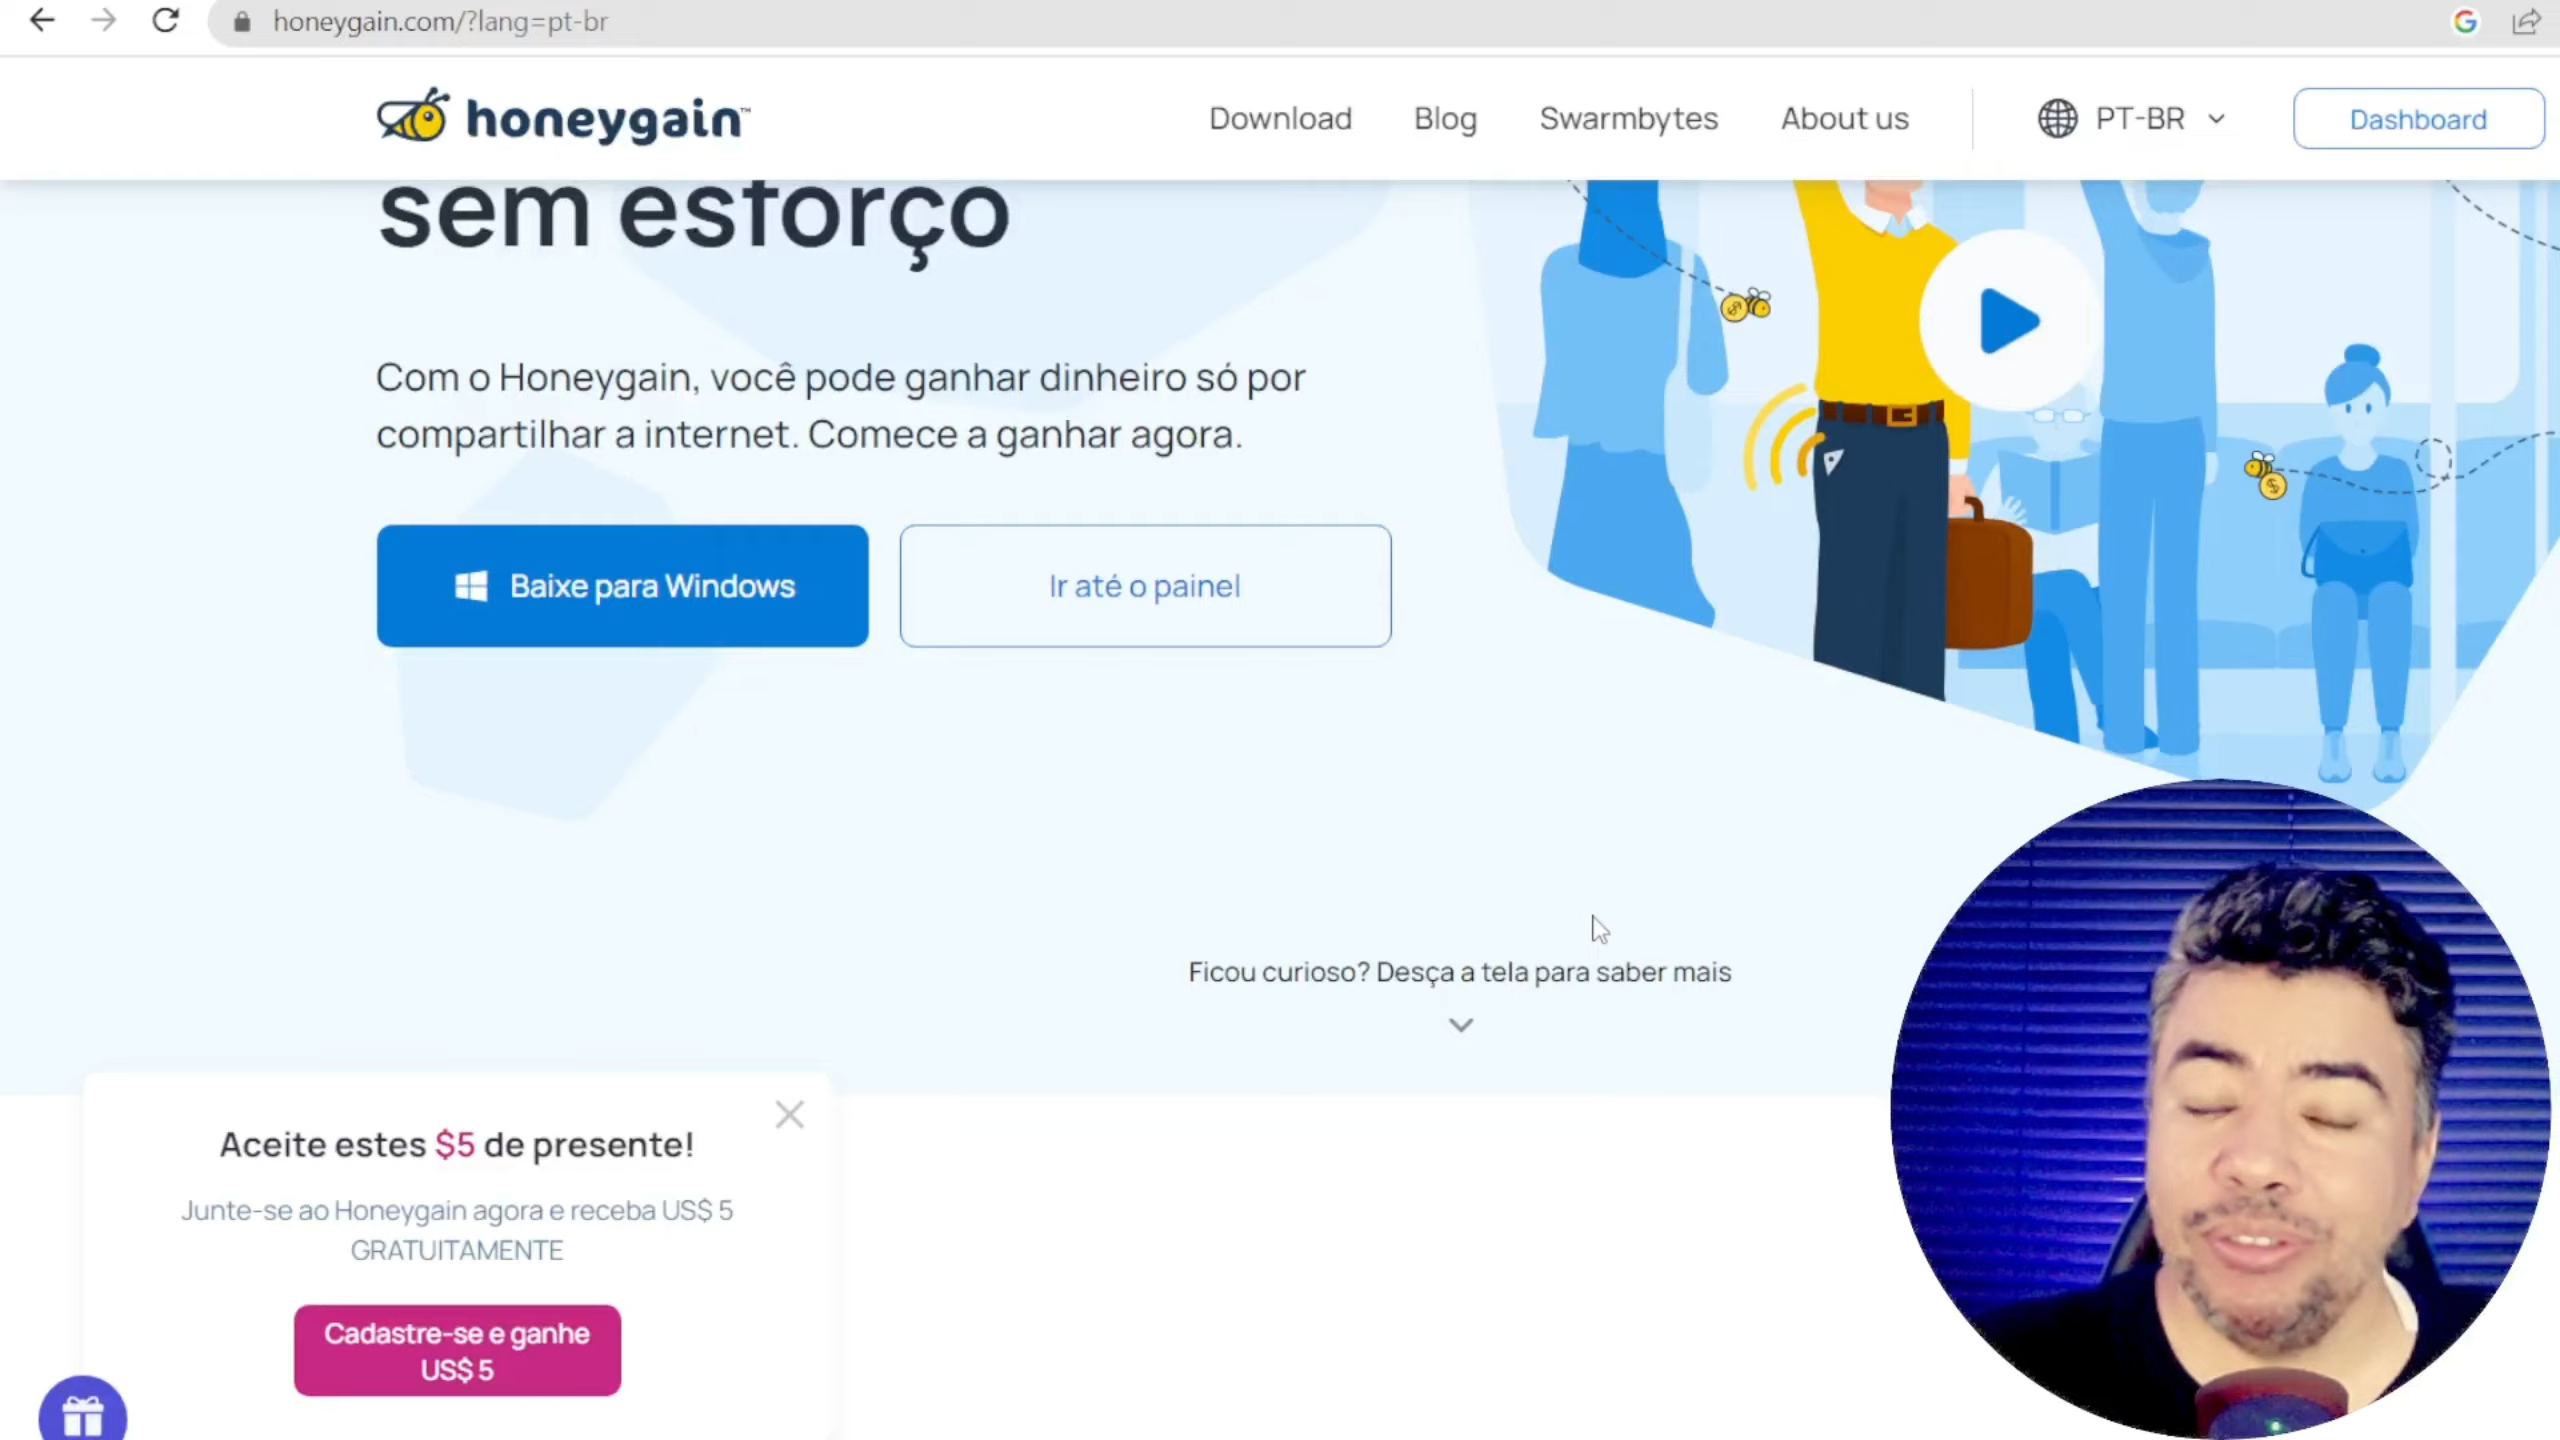 honeygain.com/?lang=pt-br
honeygain™
Download
Blog
Swarmbytes
About us
PT-BR
Dashboard
sem esforço
Com o Honeygain, você pode ganhar dinheiro só por
compartilhar a internet. Comece a ganhar agora.
Baixe para Windows
Ir até o painel
Ficou curioso? Desça a tela para saber mais
Aceite estes $5 de presente!
Junte-se ao Honeygain agora e receba US$ 5
GRATUITAMENTE
Cadastre-se e ganhe
US$ 5